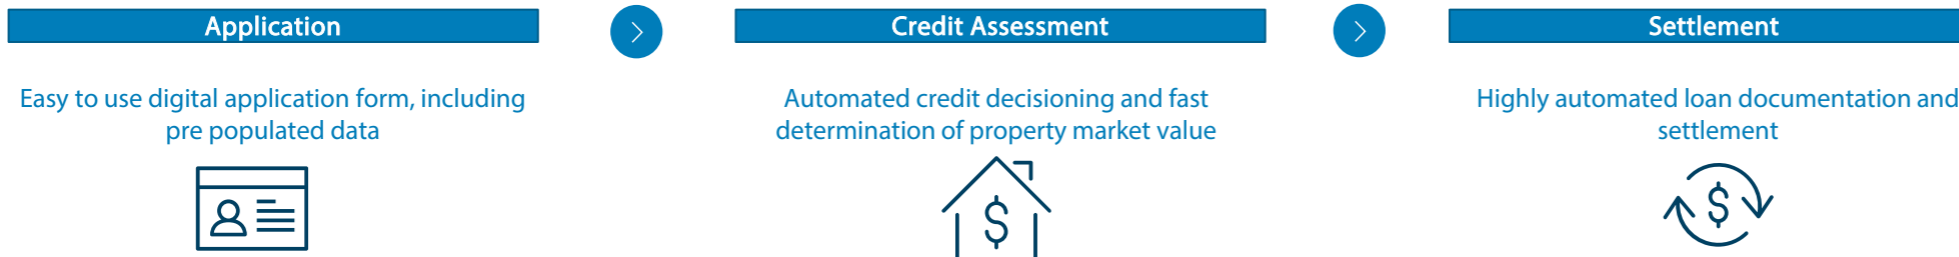 Application
Easy to use digital application form, including
pre populated data
$
Credit Assessment
Automated credit decisioning and fast
determination of property market value
$
Settlement
Highly automated loan documentation and
settlement
$